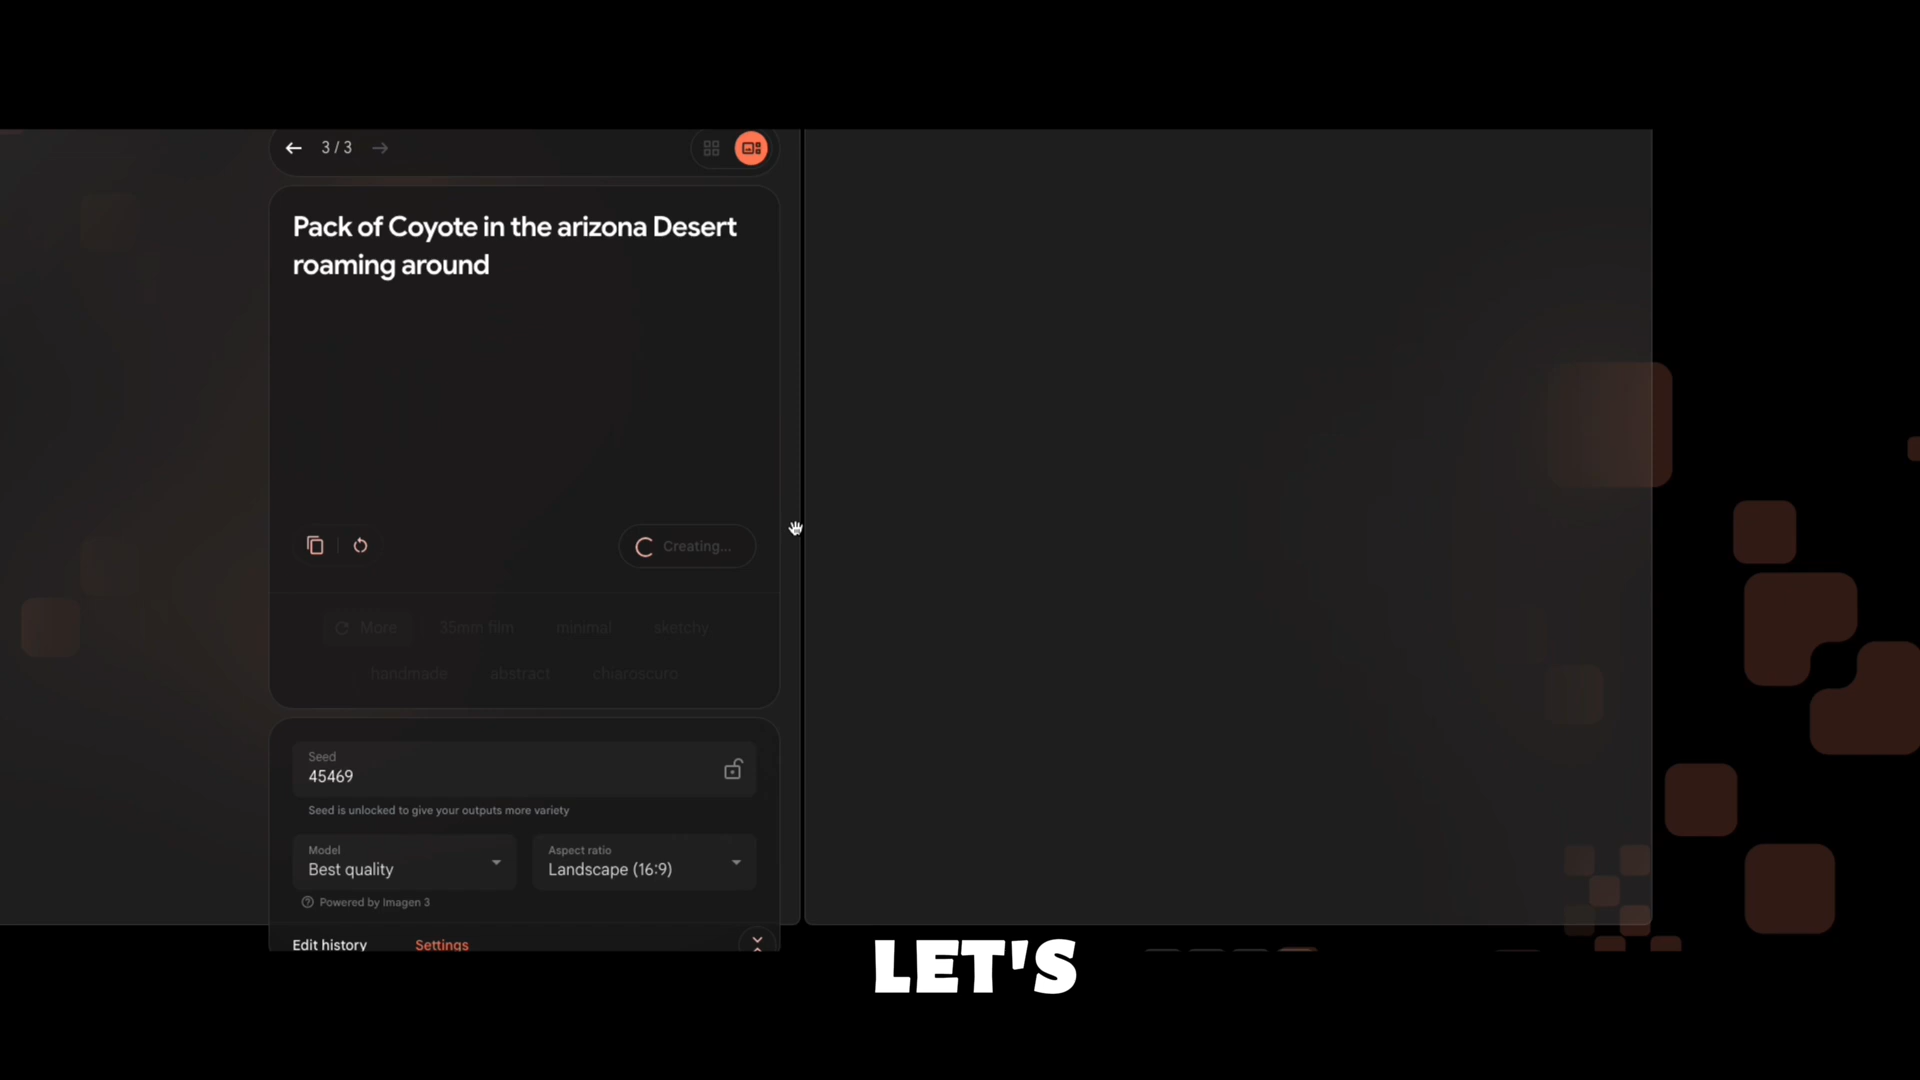 3 / 3
Pack of Coyote in the arizona Desert
roaming around
Creating...
More 35mm film minimal sketchy
handmade abstract chiaroscuro
Seed
45469
Seed is unlocked to give your outputs more variety
Model
Best quality
Aspect ratio
Landscape (16:9)
Powered by Imagen 3
Edit history Settings
LET'S